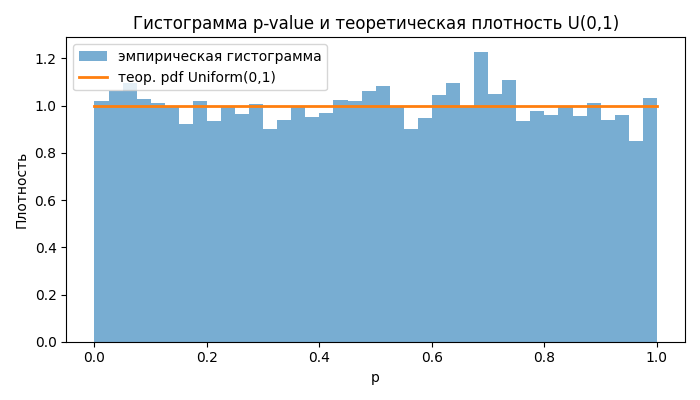 Гистограмма p-value и теоретическая плотность U(0,1)
эмпирическая гистограмма
теор. pdf Uniform(0,1)
Плотность
1.2
1.0
0.8
0.6
0.4
0.2
0.0
0.0 0.2 0.4 0.6 0.8 1.0
p